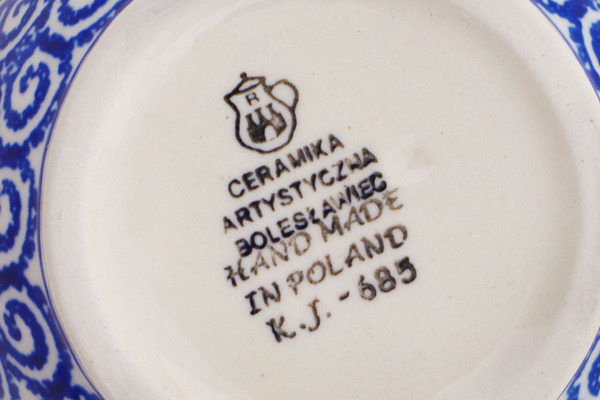 R
CERAMIKA
ARTYSTYCZNA
BOLESŁAWIEC
HAND MADE
IN POLAND
K.J. - 685